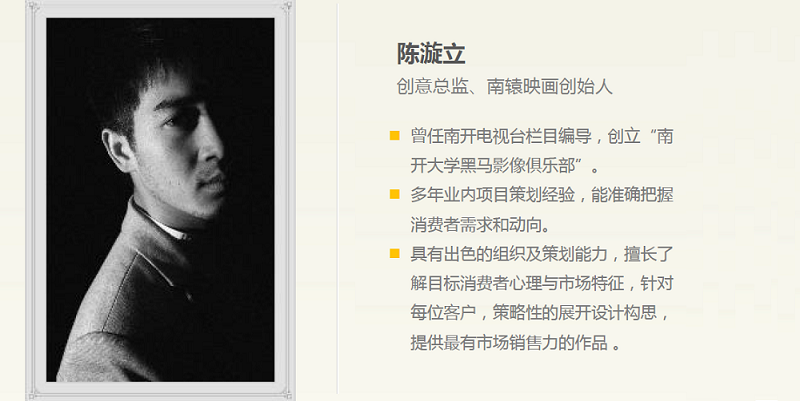 陈漩立
创意总监、南辕映画创始人
曾任南开电视台栏目编导，创立“南
开大学黑马影像俱乐部”。
多年业内项目策划经验，能准确把握
消费者需求和动向。
具有出色的组织及策划能力，擅长了
解目标消费者心理与市场特征，针对
每位客户，策略性的展开设计构思，
提供最有市场销售力的作品 。